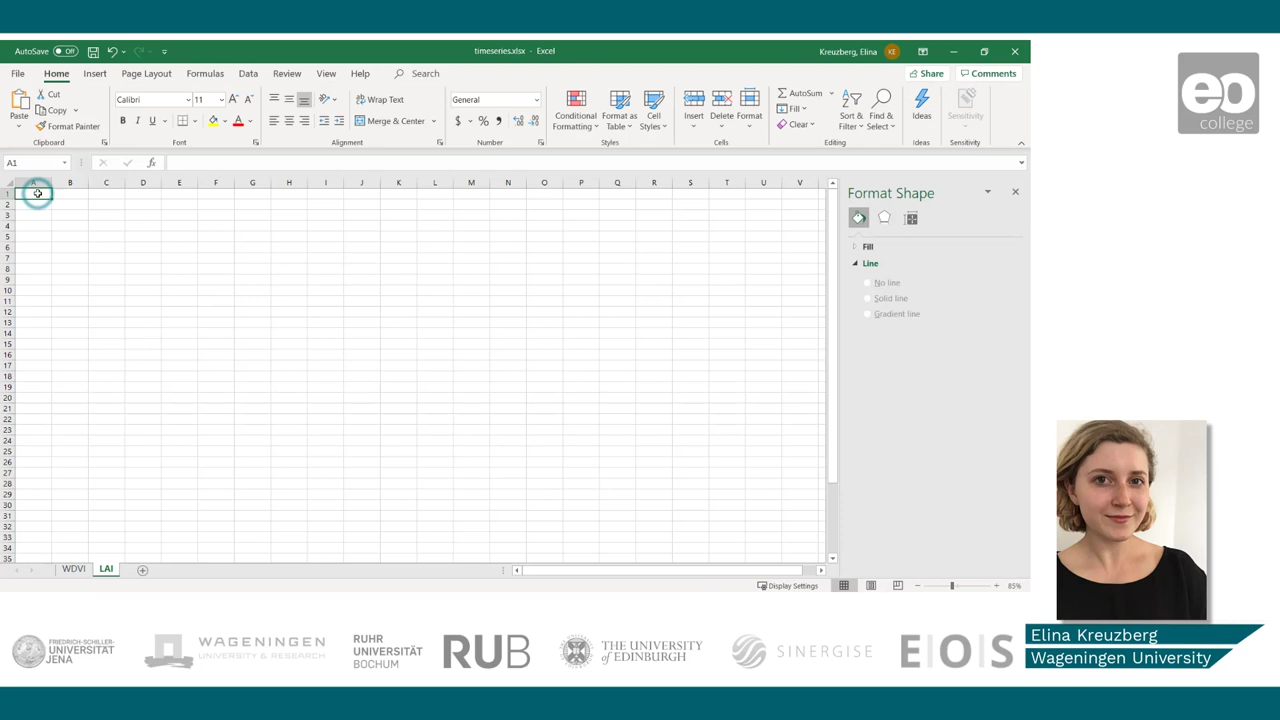 AutoSave Off timeseries.xlsx - Excel Kreuzberg, Elina KE
File Home Insert Page Layout Formulas Data Review View Help Search Share Comments
Paste Cut Copy Format Painter Clipboard
Calibri 11 B I U A A A Font
Wrap Text Merge & Center Alignment
General $ % , Number
Conditional Formatting Format as Table Cell Styles Styles
Insert Delete Format Cells
AutoSum Fill Clear Sort & Filter Find & Select Editing
Ideas Ideas
Sensitivity Sensitivity
A1 fx
A B C D E F G H I J K L M N O P Q R S T U V
1
2
3
4
5
6
7
8
9
10
11
12
13
14
15
16
17
18
19
20
21
22
23
24
25
26
27
28
29
30
31
32
33
34
35
Format Shape
Fill
Line
No line
Solid line
Gradient line
WDVI LAI
Display Settings 85%
eo
college
Elina Kreuzberg
Wageningen University
FRIEDRICH-SCHILLER-
UNIVERSITÄT
JENA
WAGENINGEN
UNIVERSITY & RESEARCH
RUHR
UNIVERSITÄT
BOCHUM
RUB
THE UNIVERSITY
of EDINBURGH
SINERGISE
E|O|S